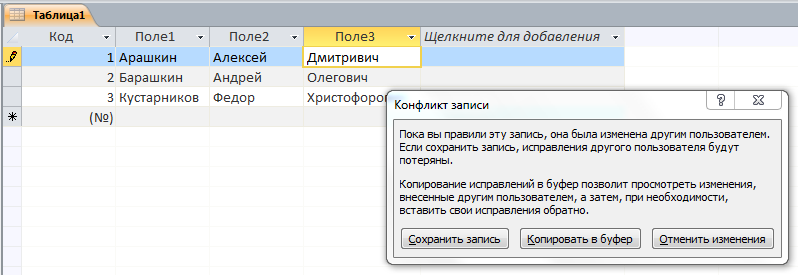 Таблица1
Код Поле1 Поле2 Поле3 Щелкните для добавления
1 Арашкин Алексей Дмитривич
2 Барашкин Андрей Олегович
3 Кустарников Федор
(№)
Конфликт записи
Пока вы правили эту запись, она была изменена другим пользователем.
Если сохранить запись, исправления другого пользователя будут
потеряны.
Копирование исправлений в буфер позволит просмотреть изменения,
внесенные другим пользователем, а затем, при необходимости,
вставить свои исправления обратно.
Сохранить запись Копировать в буфер Отменить изменения